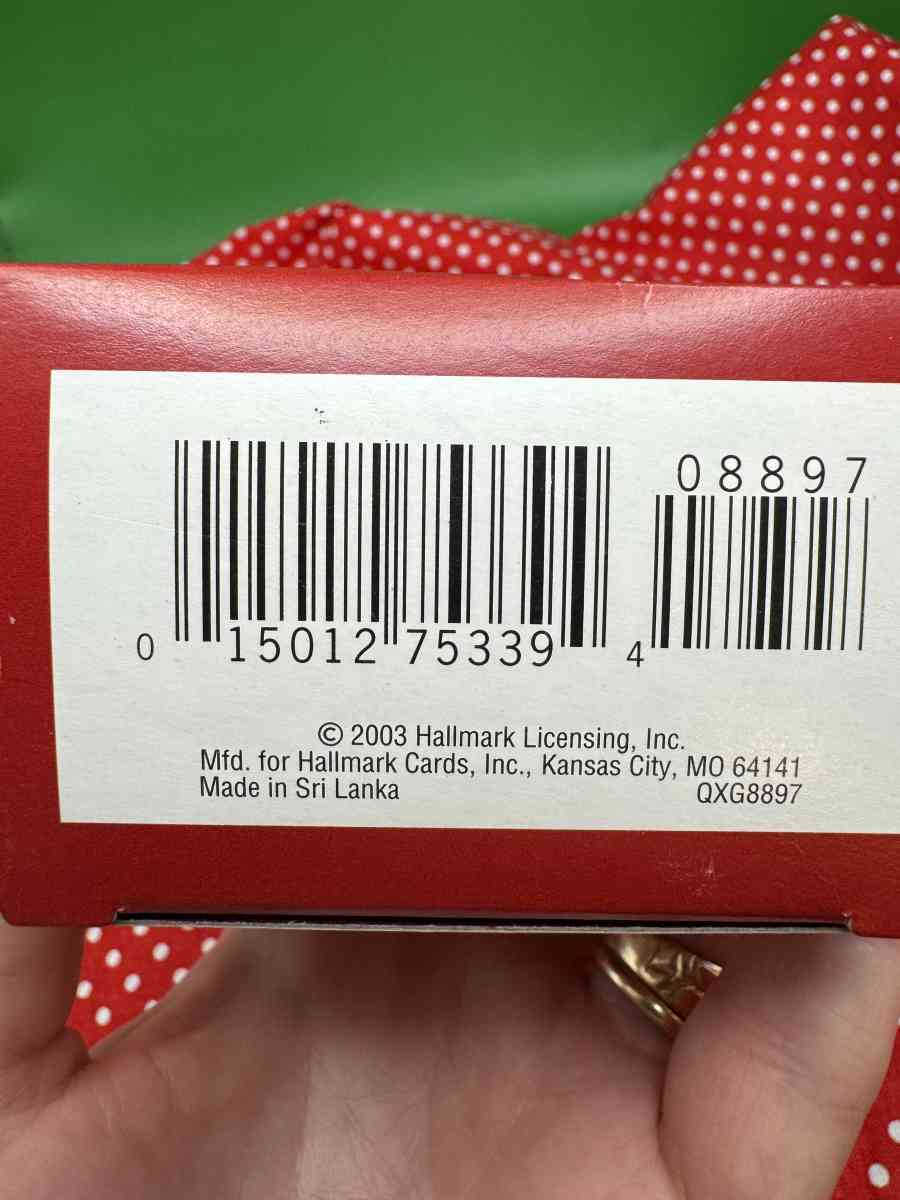 08897
0 15012 75339 4
© 2003 Hallmark Licensing, Inc.
Mfd. for Hallmark Cards, Inc., Kansas City, MO 64141
Made in Sri Lanka QXG8897